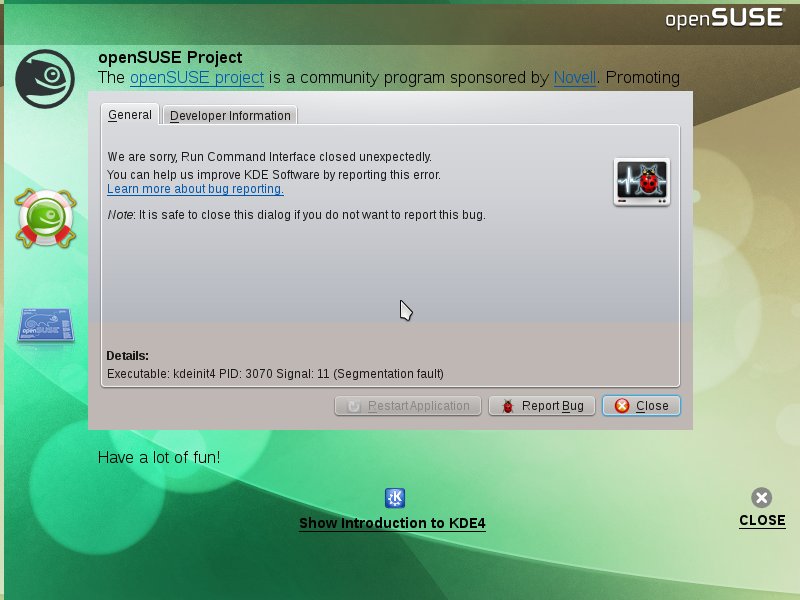 openSUSE
openSUSE Project
The openSUSE project is a community program sponsored by Novell. Promoting
General
Developer Information
We are sorry, Run Command Interface closed unexpectedly.
You can help us improve KDE Software by reporting this error.
Learn more about bug reporting.
Note: It is safe to close this dialog if you do not want to report this bug.
openSUSE
Details:
Executable: kdeinit4 PID: 3070 Signal: 11 (Segmentation fault)
Restart Application
Report Bug
Close
Have a lot of fun!
Show Introduction to KDE4
CLOSE